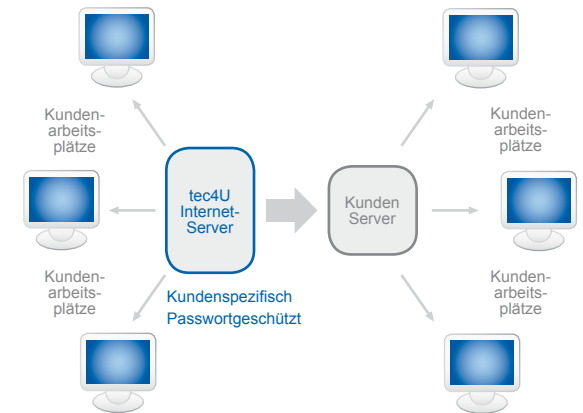 Kunden-
arbeits-
plätze
Kunden-
arbeits-
plätze
tec4U
Internet-
Server
Kunden
Server
Kunden-
arbeits-
plätze
Kundenspezifisch
Passwortgeschützt
Kunden-
arbeits-
plätze